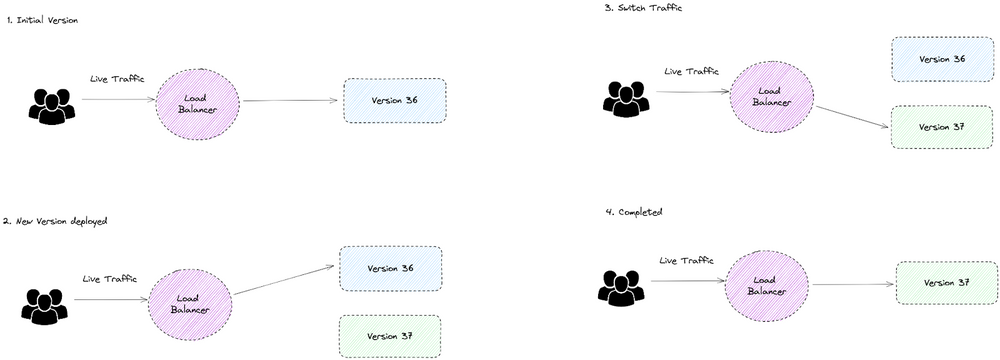 1. Initial Version
Live Traffic
Load
Balancer
Version 36
2. New Version deployed
Live Traffic
Load
Balancer
Version 36
Version 37
3. Switch Traffic
Live Traffic
Load
Balancer
Version 36
Version 37
4. Completed
Live Traffic
Load
Balancer
Version 37